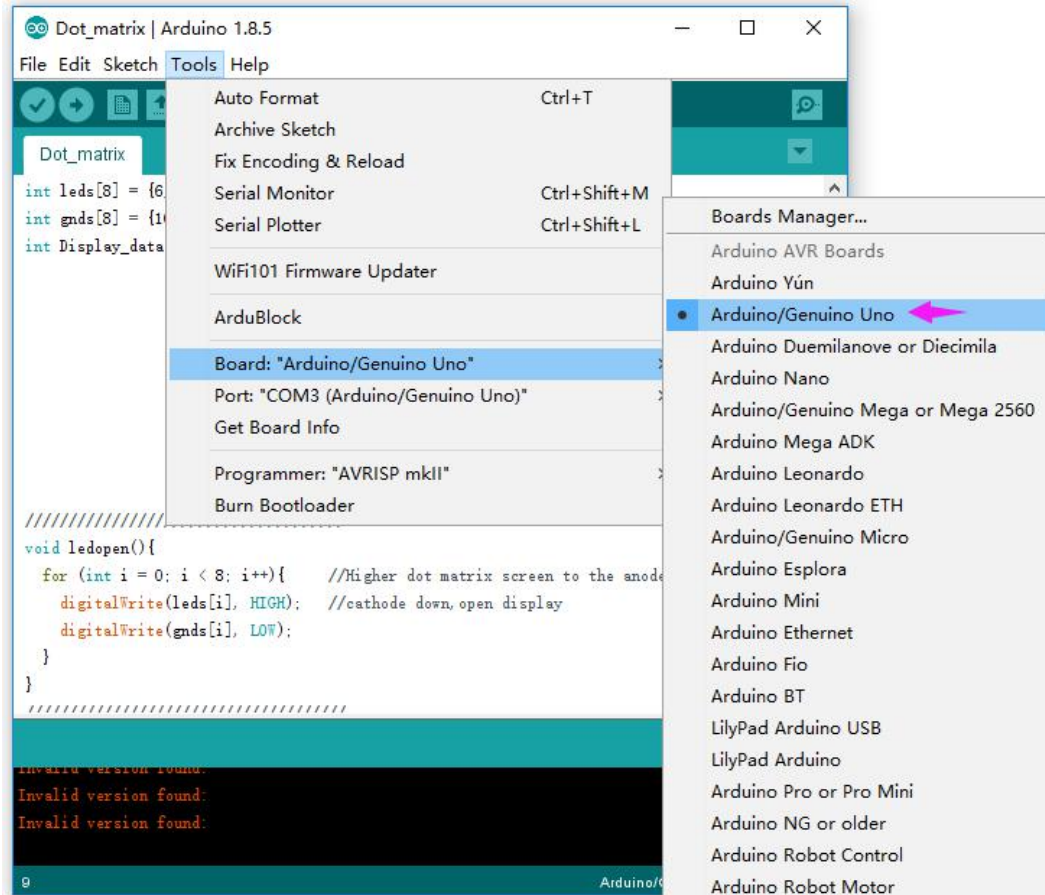 Dot_matrix | Arduino 1.8.5
File Edit Sketch Tools Help
Dot_matrix
int leds[8] = {6
int gnds[8] = {1
int Display_data
Auto Format Ctrl+T
Archive Sketch
Fix Encoding & Reload
Serial Monitor Ctrl+Shift+M
Serial Plotter Ctrl+Shift+L
WiFi101 Firmware Updater
ArduBlock
Board: "Arduino/Genuino Uno"
Port: "COM3 (Arduino/Genuino Uno)"
Get Board Info
Programmer: "AVRISP mkII"
Burn Bootloader
Boards Manager...
Arduino AVR Boards
Arduino Yún
Arduino/Genuino Uno
Arduino Duemilanove or Diecimila
Arduino Nano
Arduino/Genuino Mega or Mega 2560
Arduino Mega ADK
Arduino Leonardo
Arduino Leonardo ETH
Arduino/Genuino Micro
Arduino Esplora
Arduino Mini
Arduino Ethernet
Arduino Fio
Arduino BT
LilyPad Arduino USB
LilyPad Arduino
Arduino Pro or Pro Mini
Arduino NG or older
Arduino Robot Control
Arduino Robot Motor
////////////////
void ledopen(){
for (int i = 0; i < 8; i++){ //Higher dot matrix screen to the anode
digitalWrite(leds[i], HIGH); //cathode down,open display
digitalWrite(gnds[i], LOW);
}
}
/////////////////////////////////////
Invalid version found:
Invalid version found:
Invalid version found:
9 Arduino/